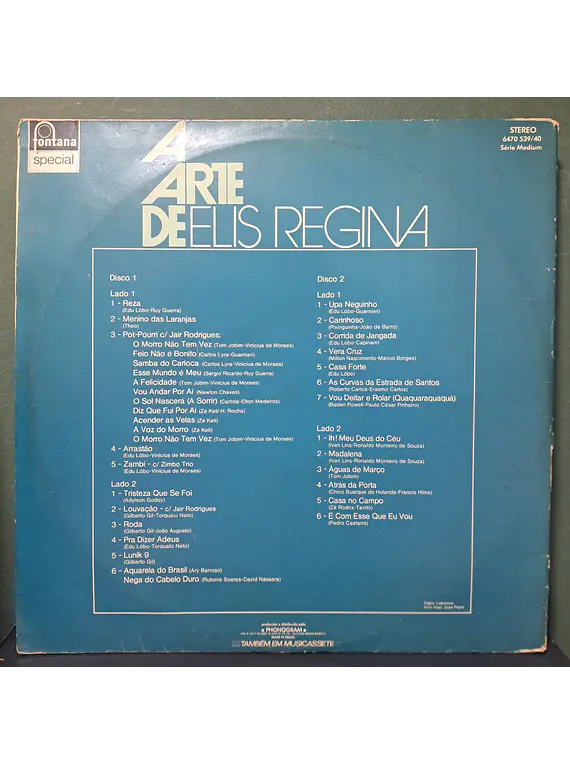 fontana
special
STEREO
6470 539/40
Série Medium
A
ARTE
DE ELIS REGINA
Disco 1
Lado 1
1 - Reza
(Edu Lôbo-Ruy Guerra)
2 - Menino das Laranjas
(Theo)
3 - Pot-Pourri c/ Jair Rodrigues:
O Morro Não Tem Vez (Tom Jobim-Vinicius de Moraes)
Feio Não é Bonito (Carlos Lyra-Guarnieri)
Samba do Carioca (Carlos Lyra-Vinicius de Moraes)
Esse Mundo é Meu (Sérgio Ricardo-Ruy Guerra)
A Felicidade (Tom Jobim-Vinicius de Moraes)
Vou Andar Por Aí (Newton Chaves)
O Sol Nascerá (A Sorrir) (Cartola-Elton Medeiros)
Diz Que Fui Por Aí (Zé Keti-H. Rocha)
Acender as Velas (Zé Keti)
A Voz do Morro (Zé Keti)
O Morro Não Tem Vez (Tom Jobim-Vinicius de Moraes)
4 - Arrastão
(Edu Lôbo-Vinicius de Moraes)
5 - Zambi - c/ Zimbo Trio
(Edu Lôbo-Vinicius de Moraes)
Lado 2
1 - Tristeza Que Se Foi
(Adylson Godoy)
2 - Louvação - c/ Jair Rodrigues
(Gilberto Gil-Torquato Neto)
3 - Roda
(Gilberto Gil-João Augusto)
4 - Pra Dizer Adeus
(Edu Lôbo-Torquato Neto)
5 - Lunik 9
(Gilberto Gil)
6 - Aquarela do Brasil (Ary Barroso)
Nega do Cabelo Duro (Rubens Soares-David Nássara)
Disco 2
Lado 1
1 - Upa Neguinho
(Edu Lôbo-Guarnieri)
2 - Carinhoso
(Pixinguinha-João de Barro)
3 - Corrida de Jangada
(Edu Lobo-Capinam)
4 - Vera Cruz
(Milton Nascimento-Marcio Borges)
5 - Casa Forte
(Edu Lôbo)
6 - As Curvas da Estrada de Santos
(Roberto Carlos-Erasmo Carlos)
7 - Vou Deitar e Rolar (Quaquaraquaquá)
(Baden Powell-Paulo César Pinheiro)
Lado 2
1 - Ih! Meu Deus do Céu
(Ivan Lins-Ronaldo Monteiro de Souza)
2 - Madalena
(Ivan Lins-Ronaldo Monteiro de Souza)
3 - Águas de Março
(Tom Jobim)
4 - Atrás da Porta
(Chico Buarque de Holanda-Francis Hime)
5 - Casa no Campo
(Zé Rodrix-Tavito)
6 - É Com Esse Que Eu Vou
(Pedro Caetano)
produzido e distribuído pela
PHONOGRAM
MADE IN BRAZIL
TAMBÉM EM MUSICASSETE